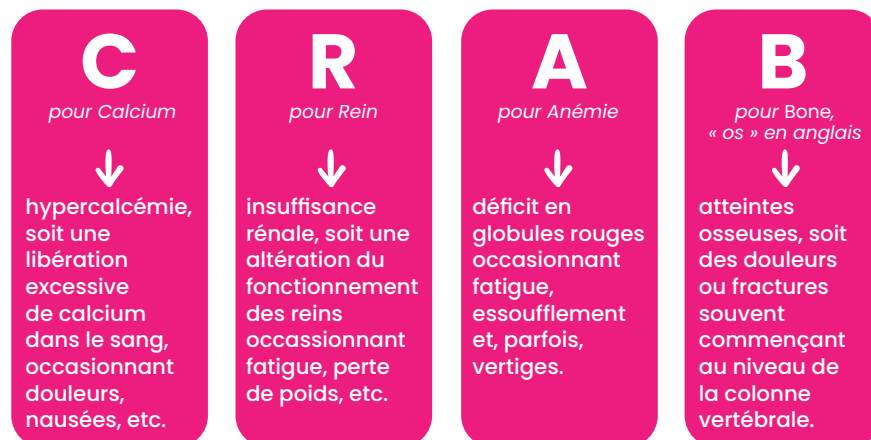 C
pour Calcium
hypercalcémie,
soit une
libération
excessive
de calcium
dans le sang,
occasionnant
douleurs,
nausées, etc.
R
pour Rein
insuffisance
rénale, soit une
altération du
fonctionnement
des reins
occassionnant
fatigue, perte
de poids, etc.
A
pour Anémie
déficit en
globules rouges
occasionnant
fatigue,
essoufflement
et, parfois,
vertiges.
B
pour Bone,
« os » en anglais
atteintes
osseuses, soit
des douleurs
ou fractures
souvent
commençant
au niveau de
la colonne
vertébrale.